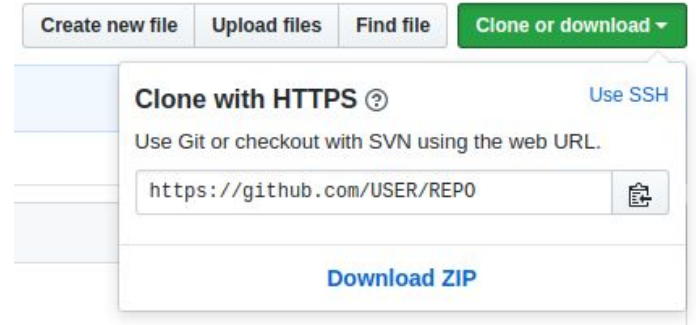 Create new file Upload files Find file Clone or download
Clone with HTTPS Use SSH
Use Git or checkout with SVN using the web URL.
https://github.com/USER/REPO
Download ZIP